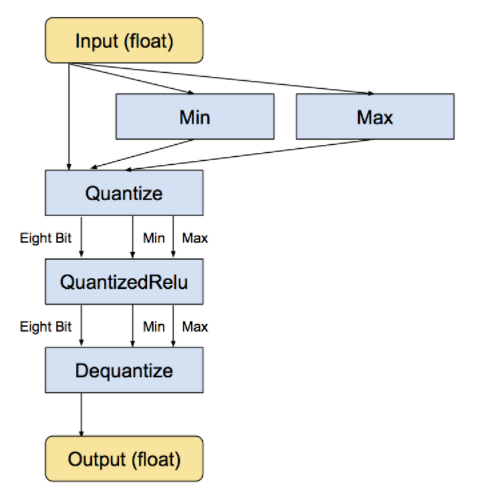 Input (float)
Min
Max
Quantize
Eight Bit
Min
Max
QuantizedRelu
Eight Bit
Min
Max
Dequantize
Output (float)